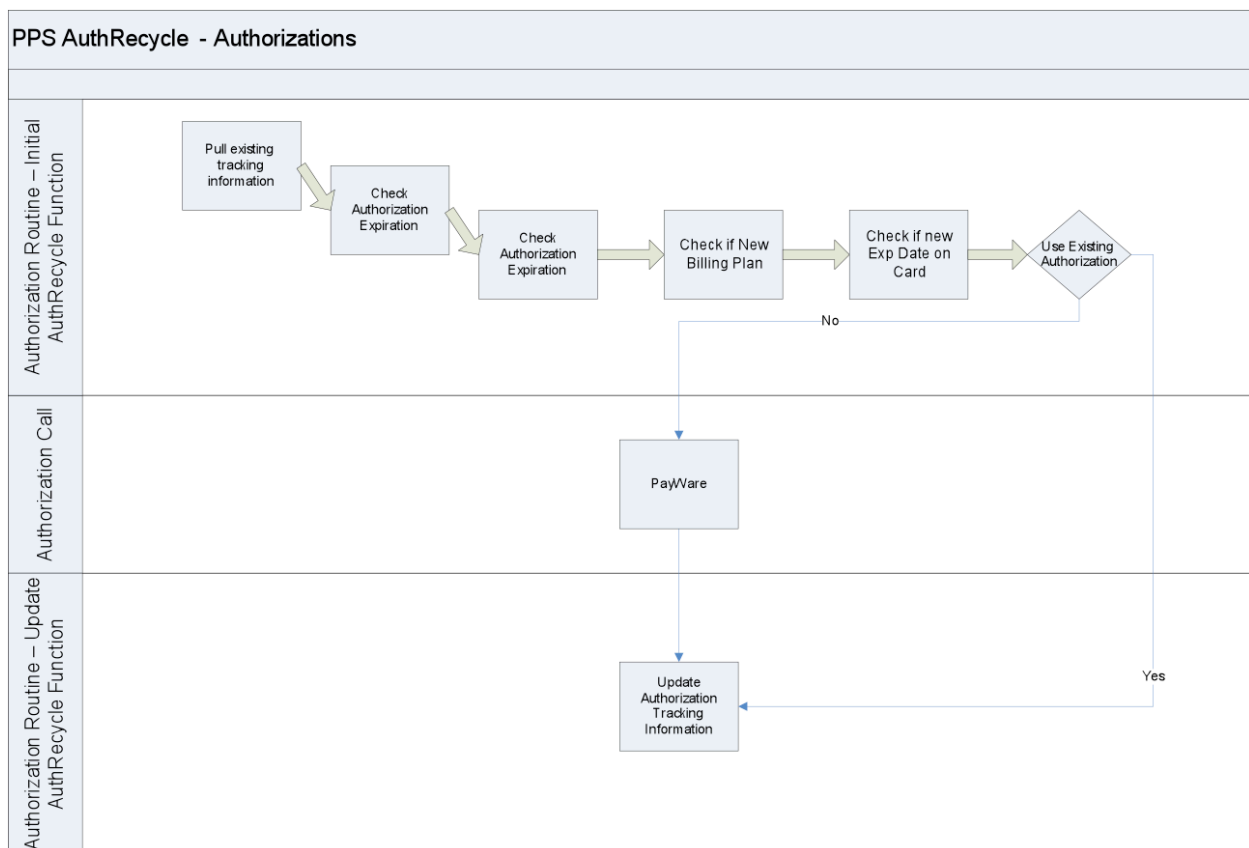 PPS AuthRecycle - Authorizations
Authorization Routine – Initial
AuthRecycle Function
Pull existing
tracking
information
Check
Authorization
Expiration
Check
Authorization
Expiration
Check if New
Billing Plan
Check if new
Exp Date on
Card
Use Existing
Authorization
No
Authorization Call
PayWare
Authorization Routine – Update
AuthRecycle Function
Update
Authorization
Tracking
Information
Yes